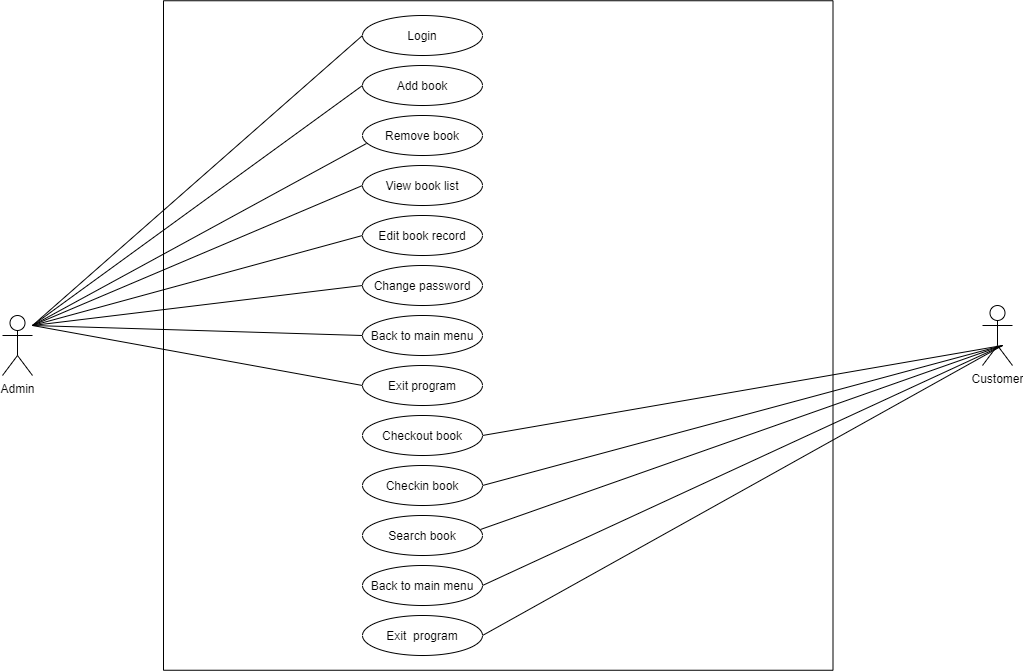 Login
Add book
Remove book
View book list
Edit book record
Change password
Back to main menu
Exit program
Admin
Customer
Checkout book
Checkin book
Search book
Back to main menu
Exit  program